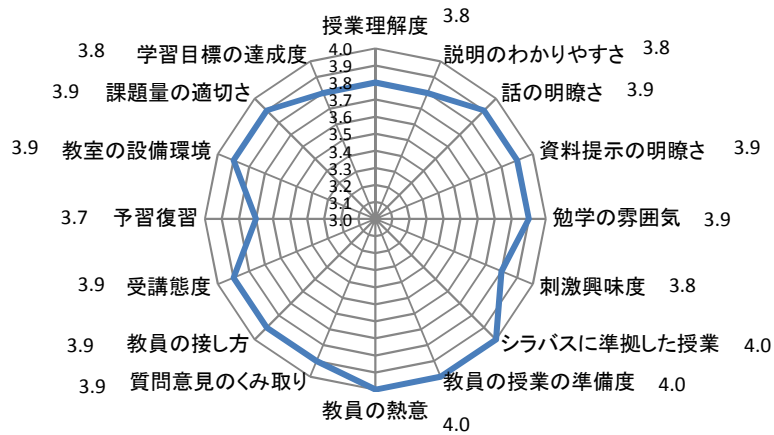 授業理解度 3.8
説明のわかりやすさ 3.8
話の明瞭さ 3.9
資料提示の明瞭さ 3.9
勉学の雰囲気 3.9
刺激興味度 3.8
シラバスに準拠した授業 4.0
教員の授業の準備度 4.0
教員の熱意 4.0
質問意見のくみ取り 3.9
教員の接し方 3.9
受講態度 3.9
予習復習 3.7
教室の設備環境 3.9
課題量の適切さ 3.9
学習目標の達成度 3.8
4.0
3.9
3.8
3.7
3.6
3.5
3.4
3.3
3.2
3.1
3.0